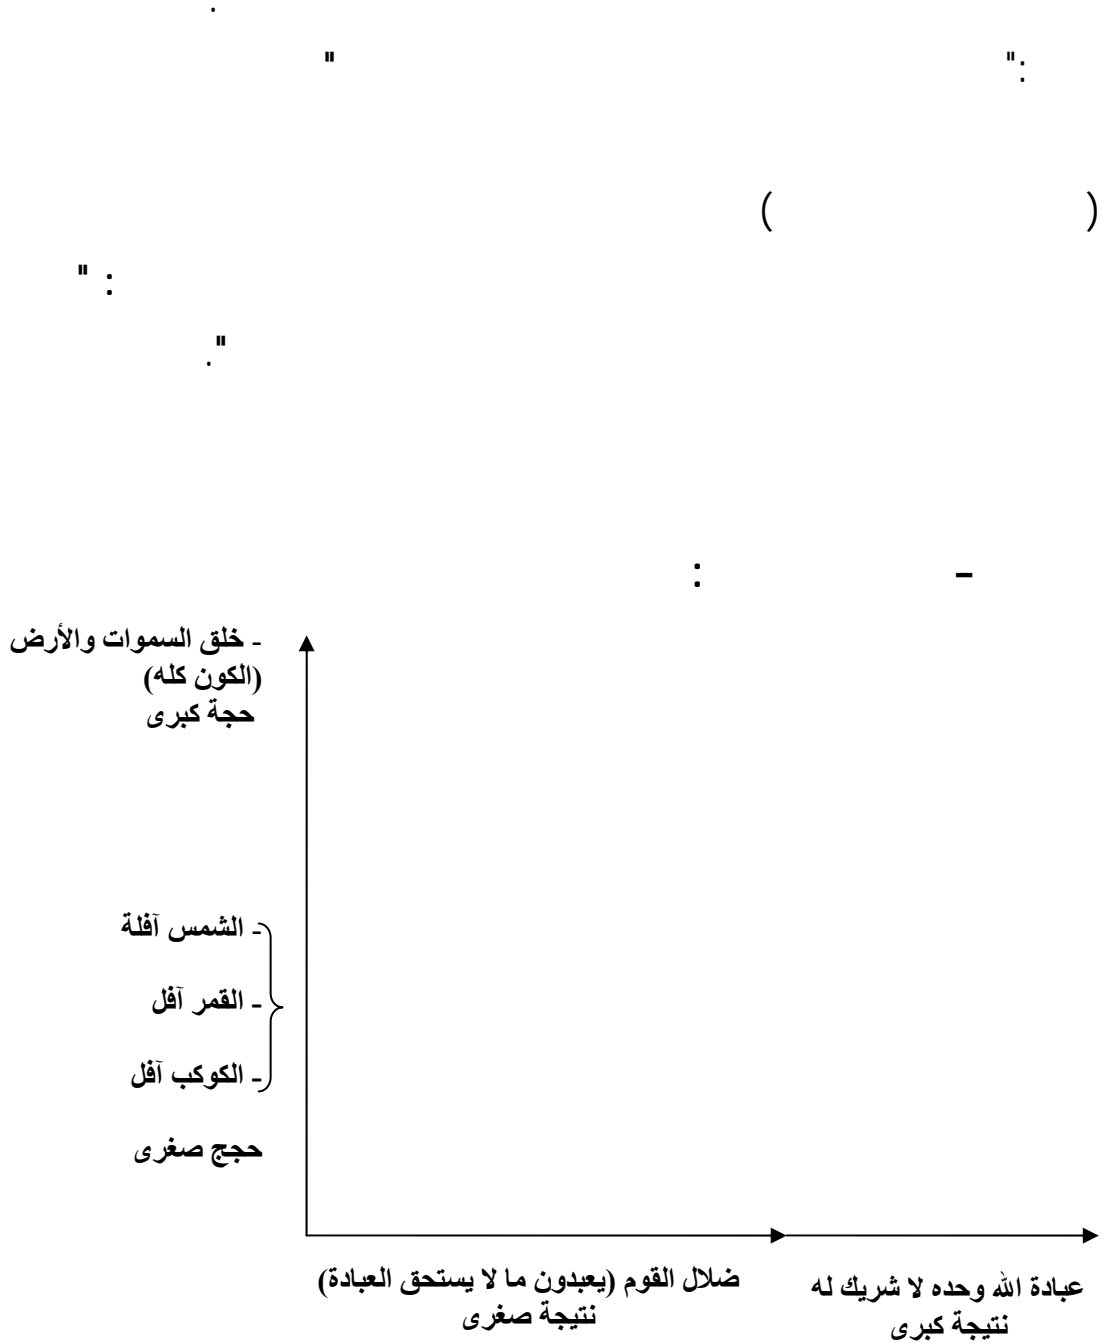 .
:" "
( )
: "
".
– :
- خلق السموات والأرض
(الكون كله)
حجة كبرى
- الشمس آفلة
- القمر آفل
- الكوكب آفل
حجج صغرى
ضلال القوم (يعبدون ما لا يستحق العبادة)
نتيجة صغرى
عبادة الله وحده لا شريك له
نتيجة كبرى